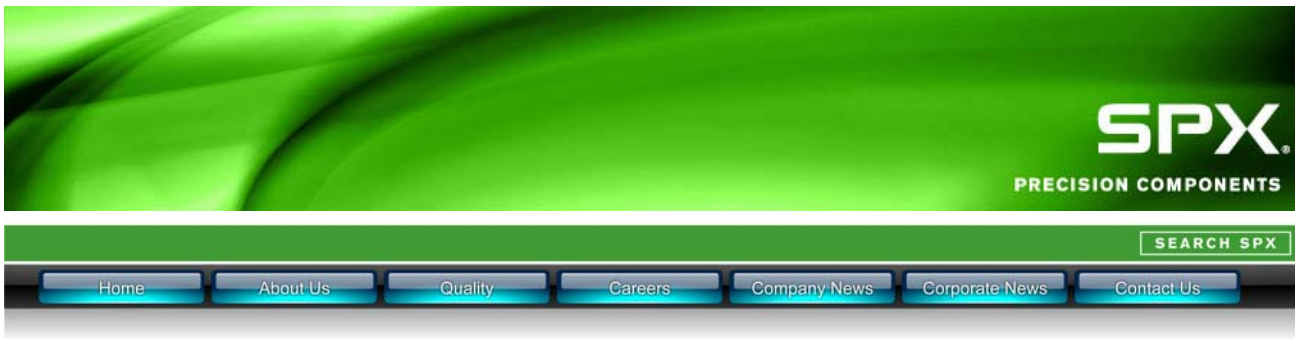 SPX®
PRECISION COMPONENTS
SEARCH SPX
Home About Us Quality Careers Company News Corporate News Contact Us